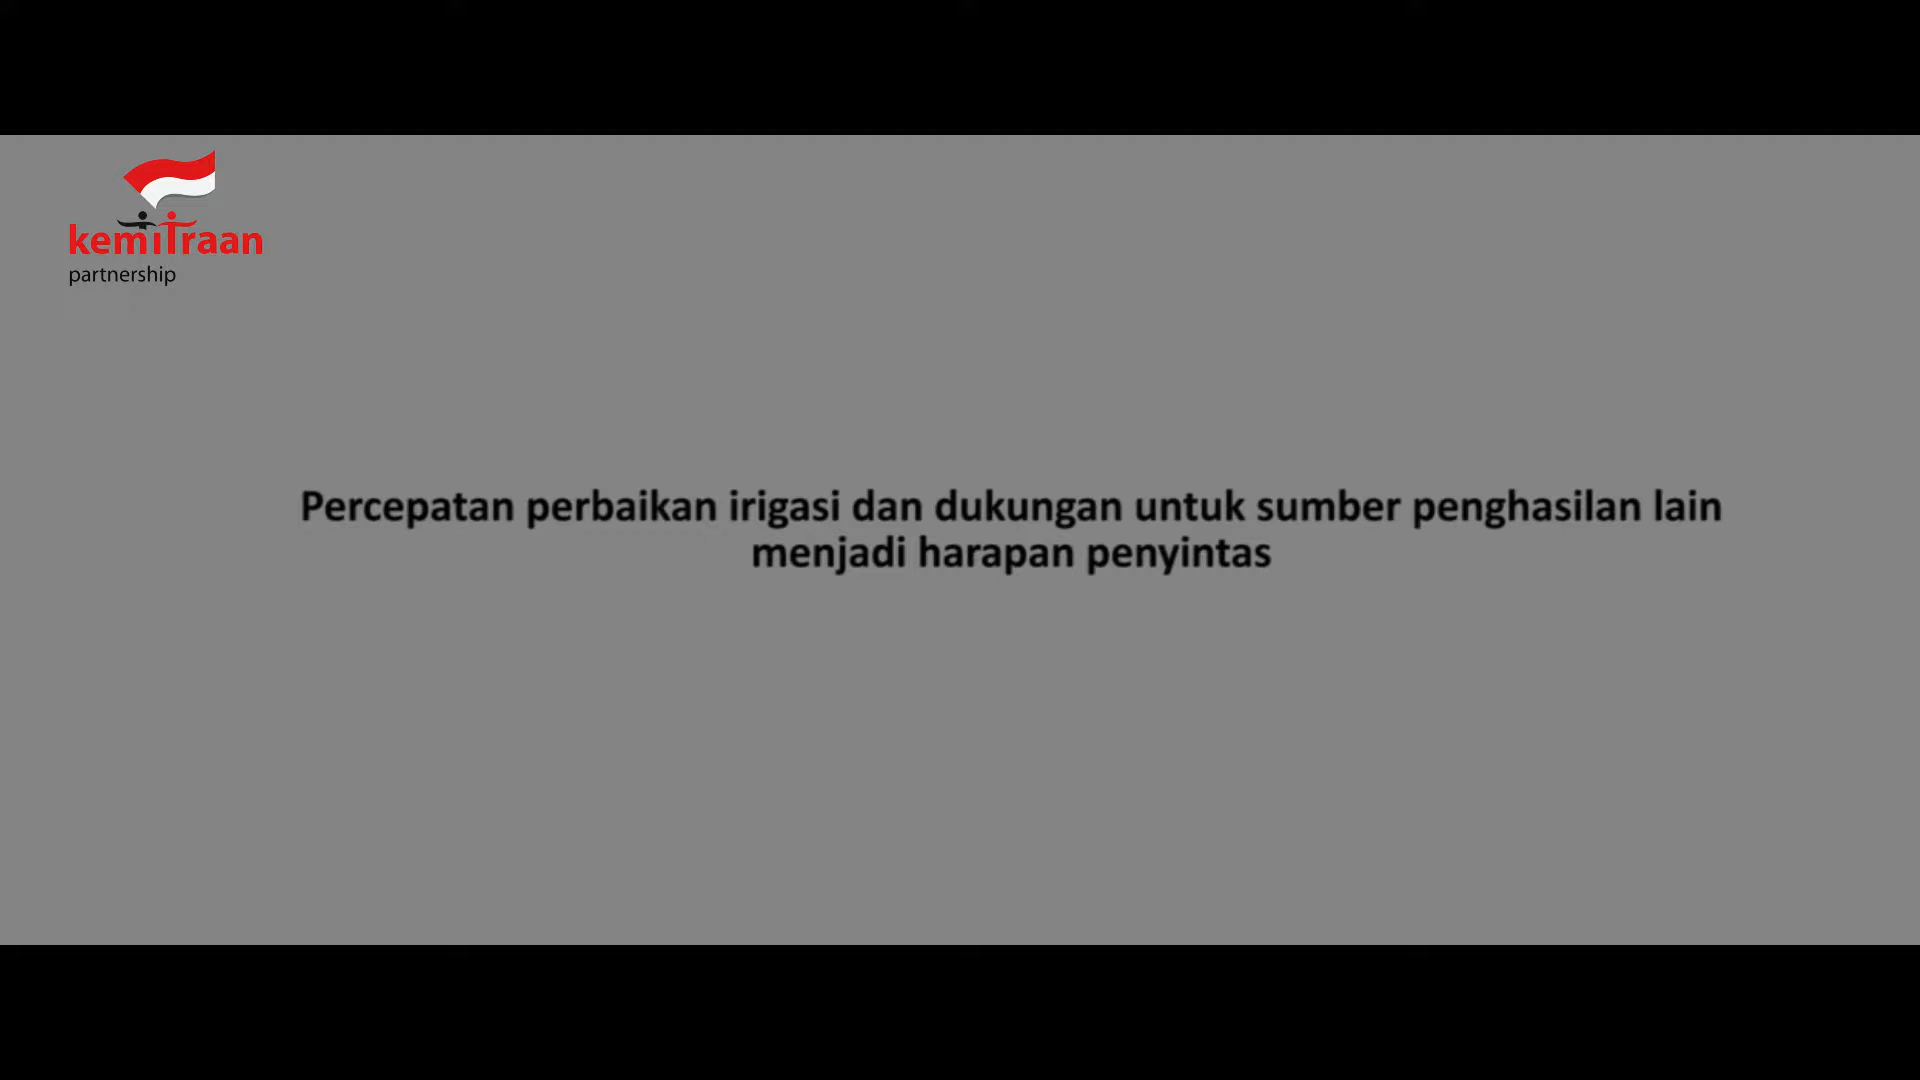 kemitraan
partnership
Percepatan perbaikan irigasi dan dukungan untuk sumber penghasilan lain
menjadi harapan penyintas